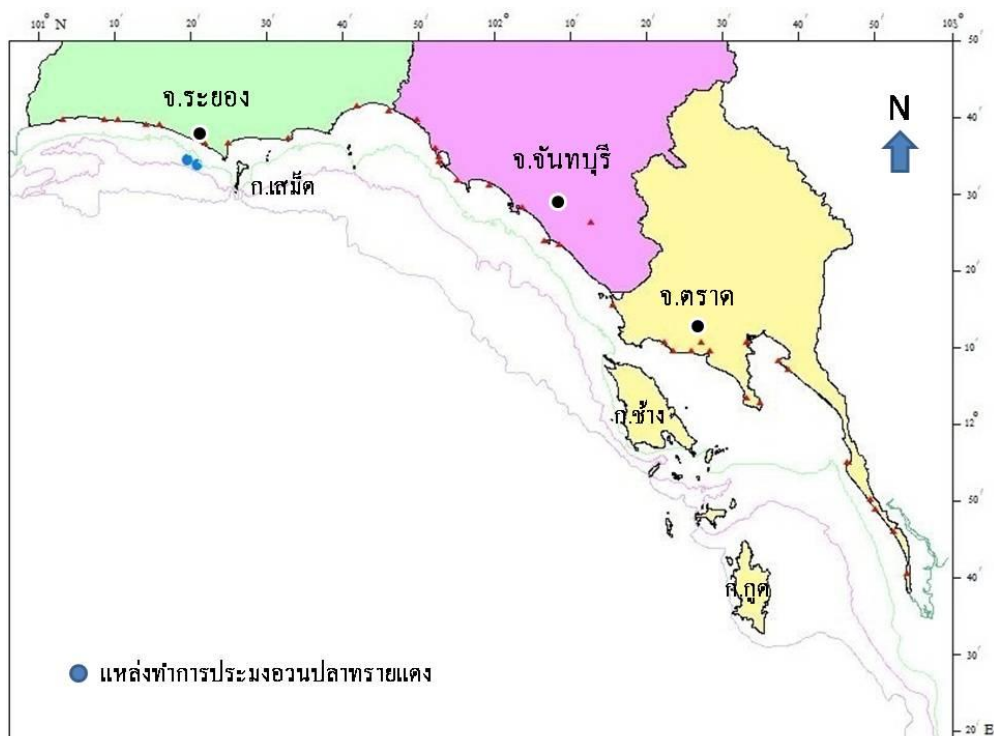 101° N 10′ 20′ 30′ 40′ 50′ 102° 10′ 20′ 30′ 40′ 50′ 103°
50′
จ.ระยอง
40′
N
จ.จันทบุรี
ก.เสม็ด
30′
20′
จ.ตราด
10′
ก.ช้าง
12°
50′
40′
ก.กูด
30′
แหล่งทำการประมงอวนปลาทรายแดง
20′ E